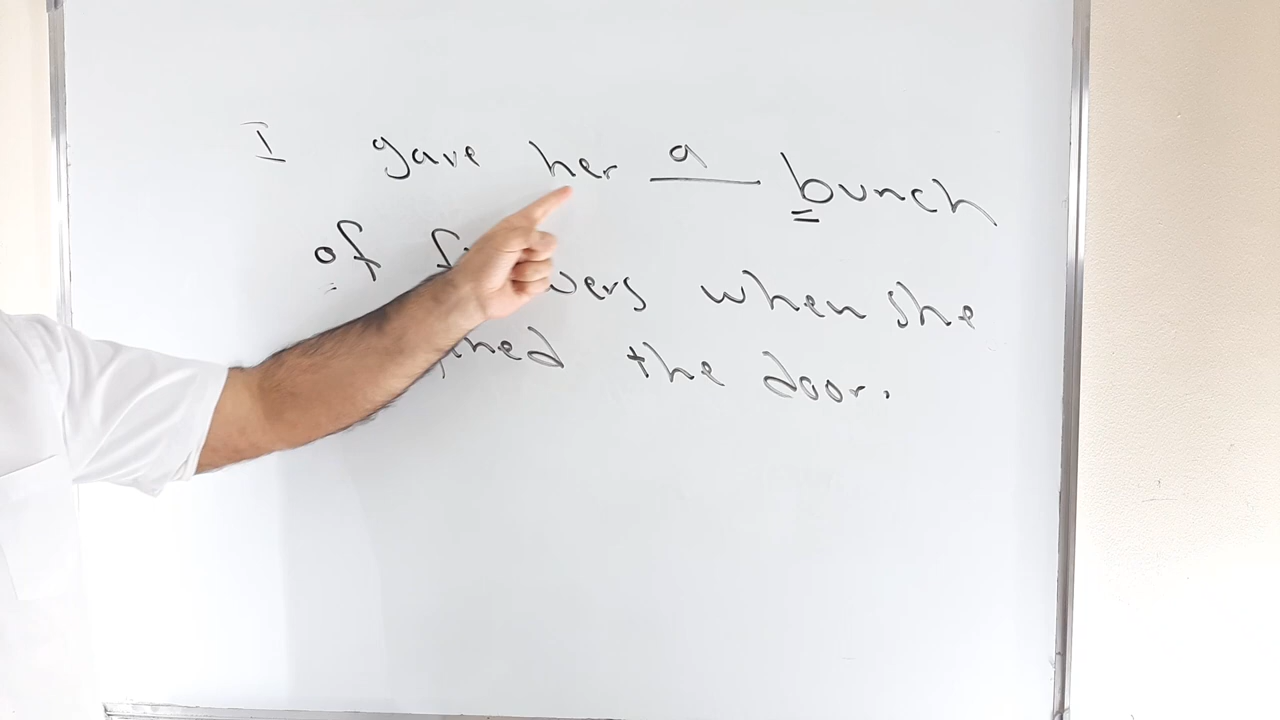 I gave her a bunch
of when she
the door.